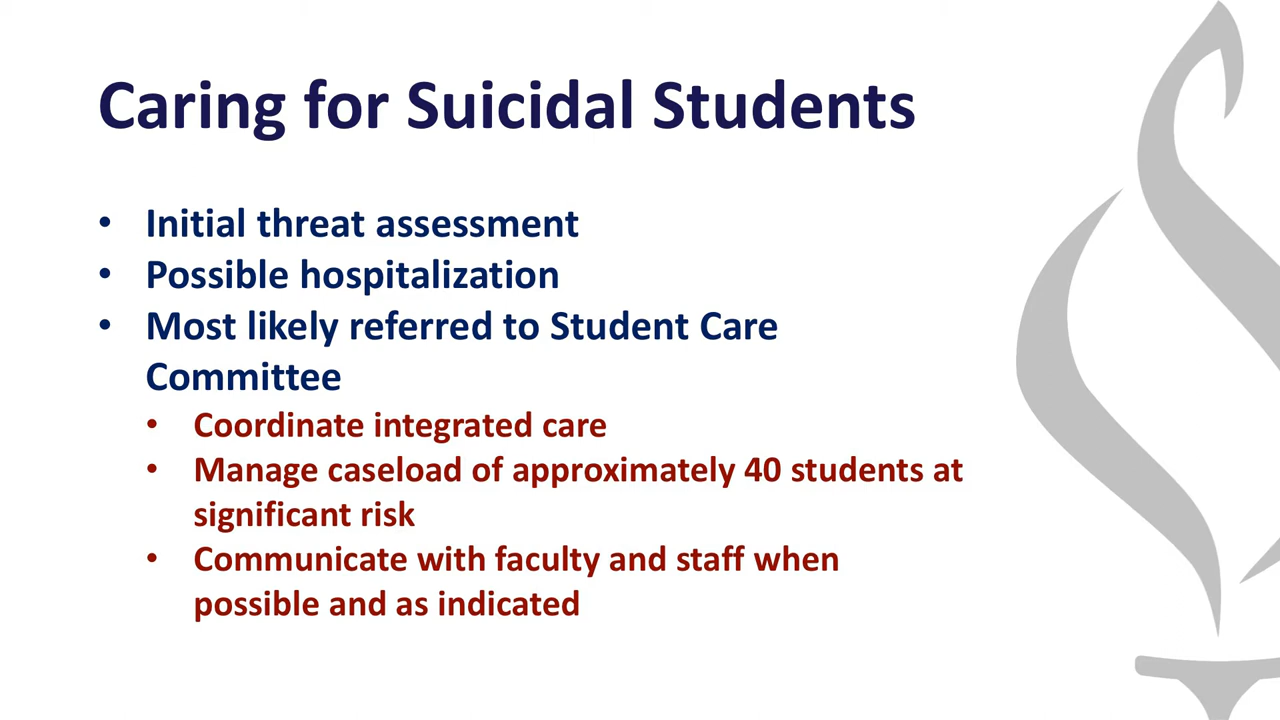 Caring for Suicidal Students
• Initial threat assessment
• Possible hospitalization
• Most likely referred to Student Care
Committee
• Coordinate integrated care
• Manage caseload of approximately 40 students at
significant risk
• Communicate with faculty and staff when
possible and as indicated